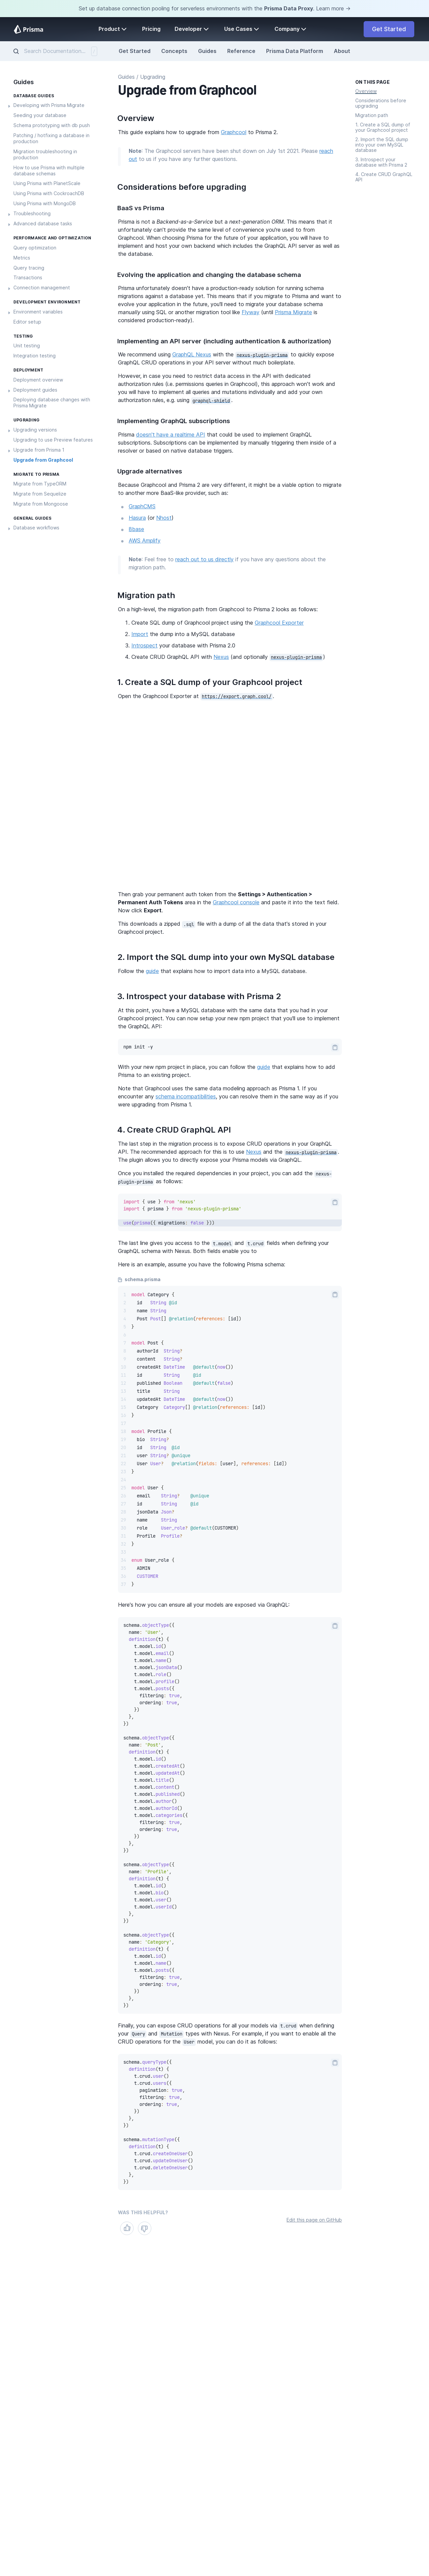 Set up database connection pooling for serverless environments with the Prisma Data Proxy. Learn more →
Prisma
Product
Pricing
Developer
Use Cases
Company
Get Started
Search Documentation...
/
Get Started
Concepts
Guides
Reference
Prisma Data Platform
About
Guides
DATABASE GUIDES
Developing with Prisma Migrate
Seeding your database
Schema prototyping with db push
Patching / hotfixing a database in
production
Migration troubleshooting in
production
How to use Prisma with multiple
database schemas
Using Prisma with PlanetScale
Using Prisma with CockroachDB
Using Prisma with MongoDB
Troubleshooting
Advanced database tasks
PERFORMANCE AND OPTIMIZATION
Query optimization
Metrics
Query tracing
Transactions
Connection management
DEVELOPMENT ENVIRONMENT
Environment variables
Editor setup
TESTING
Unit testing
Integration testing
DEPLOYMENT
Deployment overview
Deployment guides
Deploying database changes with
Prisma Migrate
UPGRADING
Upgrading versions
Upgrading to use Preview features
Upgrade from Prisma 1
Upgrade from Graphcool
MIGRATE TO PRISMA
Migrate from TypeORM
Migrate from Sequelize
Migrate from Mongoose
GENERAL GUIDES
Database workflows
Guides / Upgrading
Upgrade from Graphcool
Overview
This guide explains how to upgrade from Graphcool to Prisma 2.
Note: The Graphcool servers have been shut down on July 1st 2021. Please reach
out to us if you have any further questions.
Considerations before upgrading
BaaS vs Prisma
Prisma is not a Backend-as-a-Service but a next-generation ORM. This means that it
unfortunately can't take away the circle of convenience you're used to from
Graphcool. When choosing Prisma for the future of your application, you will have to
implement and host your own backend which includes the GraphQL API server as well as
the database.
Evolving the application and changing the database schema
Prisma unfortunately doesn't have a production-ready solution for running database
migrations against a database yet. This means that if you migrate to Prisma and want to
evolve your application in the future, you'll need to migrate your database schema
manually using SQL or another migration tool like Flyway (until Prisma Migrate is
considered production-ready).
Implementing an API server (including authentication & authorization)
We recommend using GraphQL Nexus with the nexus-plugin-prisma to quickly expose
GraphQL CRUD operations in your API server without much boilerplate.
However, in case you need to restrict data access in the API with dedicated
authorization rules (i.e. permission queries), this is not possible with Nexus and you
will have to implement all queries and mutations individually and add your own
authorization rules, e.g. using graphql-shield.
Implementing GraphQL subscriptions
Prisma doesn't have a realtime API that could be used to implement GraphQL
subscriptions. Subscriptions can be implemented by manually triggering them inside of a
resolver or based on various database triggers.
Upgrade alternatives
Because Graphcool and Prisma 2 are very different, it might be a viable option to migrate
to another SaaS-like provider, such as:
GraphCMS
Hasura (or Nhost)
8base
AWS Amplify
Note: Feel free to reach out to us directly if you have any questions about the
migration path.
Migration path
On a high-level, the migration path from Graphcool to Prisma 2 looks as follows:
1. Create SQL dump of Graphcool project using the Graphcool Exporter
2. Import the dump into a MySQL database
3. Introspect your database with Prisma 2.0
4. Create CRUD GraphQL API with Nexus (and optionally nexus-plugin-prisma)
1. Create a SQL dump of your Graphcool project
Open the Graphcool Exporter at https://export.graph.cool/.
Then grab your permanent auth token from the Settings > Authentication >
Permanent Auth Tokens area in the Graphcool console and paste it into the text field.
Now click Export.
This downloads a zipped .sql file with a dump of all the data that's stored in your
Graphcool project.
2. Import the SQL dump into your own MySQL database
Follow the guide that explains how to import data into a MySQL database.
3. Introspect your database with Prisma 2
At this point, you have a MySQL database with the same data that you had in your
Graphcool project. You can now setup your new npm project that you'll use to implement
the GraphQL API:
npm init -y
With your new npm project in place, you can follow the guide that explains how to add
Prisma to an existing project.
Note that Graphcool uses the same data modeling approach as Prisma 1. If you
encounter any schema incompatibilities, you can resolve them in the same way as if you
were upgrading from Prisma 1.
4. Create CRUD GraphQL API
The last step in the migration process is to expose CRUD operations in your GraphQL
API. The recommended approach for this is to use Nexus and the nexus-plugin-prisma.
The plugin allows you to directly expose your Prisma models via GraphQL.
Once you installed the required dependencies in your project, you can add the nexus-
plugin-prisma as follows:
import { use } from 'nexus'
import { prisma } from 'nexus-plugin-prisma'
use(prisma({ migrations: false }))
The last line gives you access to the t.model and t.crud fields when defining your
GraphQL schema with Nexus. Both fields enable you to
Here is an example, assume you have the following Prisma schema:
schema.prisma
1 model Category {
2 id String @id
3 name String
4 Post Post[] @relation(references: [id])
5 }
6
7 model Post {
8 authorId String?
9 content String?
10 createdAt DateTime @default(now())
11 id String @id
12 published Boolean @default(false)
13 title String
14 updatedAt DateTime @default(now())
15 Category Category[] @relation(references: [id])
16 }
17
18 model Profile {
19 bio String?
20 id String @id
21 user String? @unique
22 User User? @relation(fields: [user], references: [id])
23 }
24
25 model User {
26 email String? @unique
27 id String @id
28 jsonData Json?
29 name String
30 role User_role? @default(CUSTOMER)
31 Profile Profile?
32 }
33
34 enum User_role {
35 ADMIN
36 CUSTOMER
37 }
Here's how you can ensure all your models are exposed via GraphQL:
schema.objectType({
name: 'User',
definition(t) {
t.model.id()
t.model.email()
t.model.name()
t.model.jsonData()
t.model.role()
t.model.profile()
t.model.posts({
filtering: true,
ordering: true,
})
},
})
schema.objectType({
name: 'Post',
definition(t) {
t.model.id()
t.model.createdAt()
t.model.updatedAt()
t.model.title()
t.model.content()
t.model.published()
t.model.author()
t.model.authorId()
t.model.categories({
filtering: true,
ordering: true,
})
},
})
schema.objectType({
name: 'Profile',
definition(t) {
t.model.id()
t.model.bio()
t.model.user()
t.model.userId()
},
})
schema.objectType({
name: 'Category',
definition(t) {
t.model.id()
t.model.name()
t.model.posts({
filtering: true,
ordering: true,
})
},
})
Finally, you can expose CRUD operations for all your models via t.crud when defining
your Query and Mutation types with Nexus. For example, if you want to enable all the
CRUD operations for the User model, you can do it as follows:
schema.queryType({
definition(t) {
t.crud.user()
t.crud.users({
pagination: true,
filtering: true,
ordering: true,
})
},
})
schema.mutationType({
definition(t) {
t.crud.createOneUser()
t.crud.updateOneUser()
t.crud.deleteOneUser()
},
})
WAS THIS HELPFUL?
Edit this page on GitHub
ON THIS PAGE
Overview
Considerations before
upgrading
Migration path
1. Create a SQL dump of
your Graphcool project
2. Import the SQL dump
into your own MySQL
database
3. Introspect your
database with Prisma 2
4. Create CRUD GraphQL
API